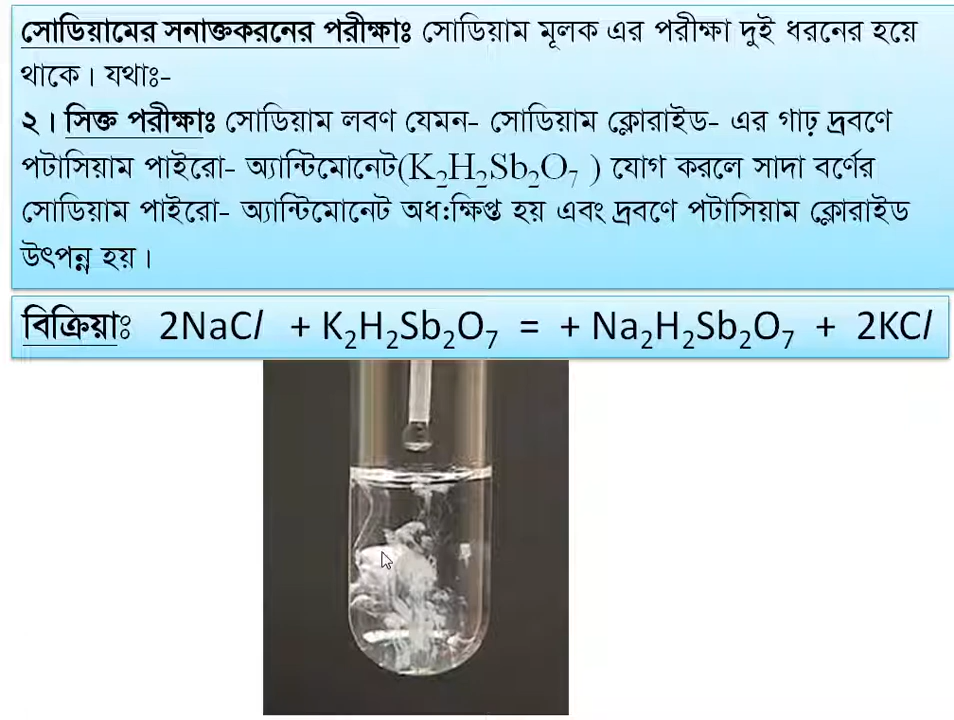 সোডিয়ামের সনাক্তকরনের পরীক্ষাঃ সোডিয়াম মূলক এর পরীক্ষা দুই ধরনের হয়ে
থাকে। যথাঃ-
২। সিক্ত পরীক্ষাঃ সোডিয়াম লবণ যেমন- সোডিয়াম ক্লোরাইড- এর গাঢ় দ্রবণে
পটাসিয়াম পাইরো- অ্যান্টিমোনেট(K₂H₂Sb₂O₇ ) যোগ করলে সাদা বর্ণের
সোডিয়াম পাইরো- অ্যান্টিমোনেট অধ:ক্ষিপ্ত হয় এবং দ্রবণে পটাসিয়াম ক্লোরাইড
উৎপন্ন হয়।
বিক্রিয়াঃ 2NaCl + K₂H₂Sb₂O₇ = + Na₂H₂Sb₂O₇ + 2KCl